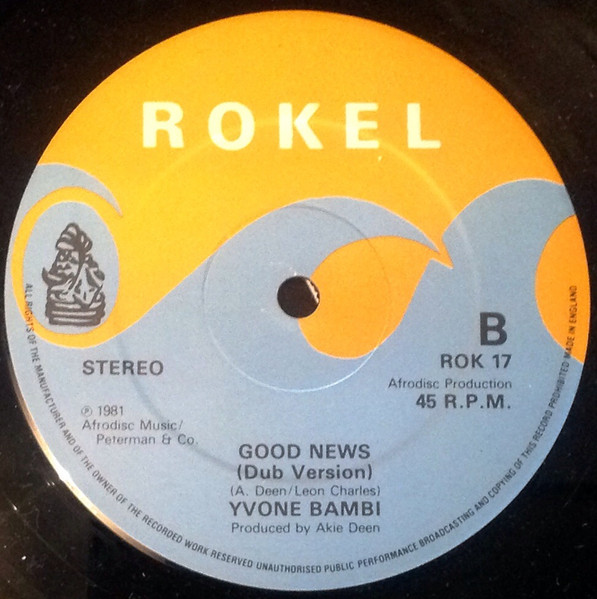 ROKEL
STEREO
℗ 1981
Afrodisc Music/
Peterman & Co.
B
ROK 17
Afrodisc Production
45 R.P.M.
GOOD NEWS
(Dub Version)
(A. Deen/Leon Charles)
YVONE BAMBI
Produced by Akie Deen
ALL RIGHTS OF THE MANUFACTURER AND OF THE OWNER OF THE RECORDED WORK RESERVED UNAUTHORISED PUBLIC PERFORMANCE BROADCASTING AND COPYING OF THIS RECORD PROHIBITED MADE IN ENGLAND